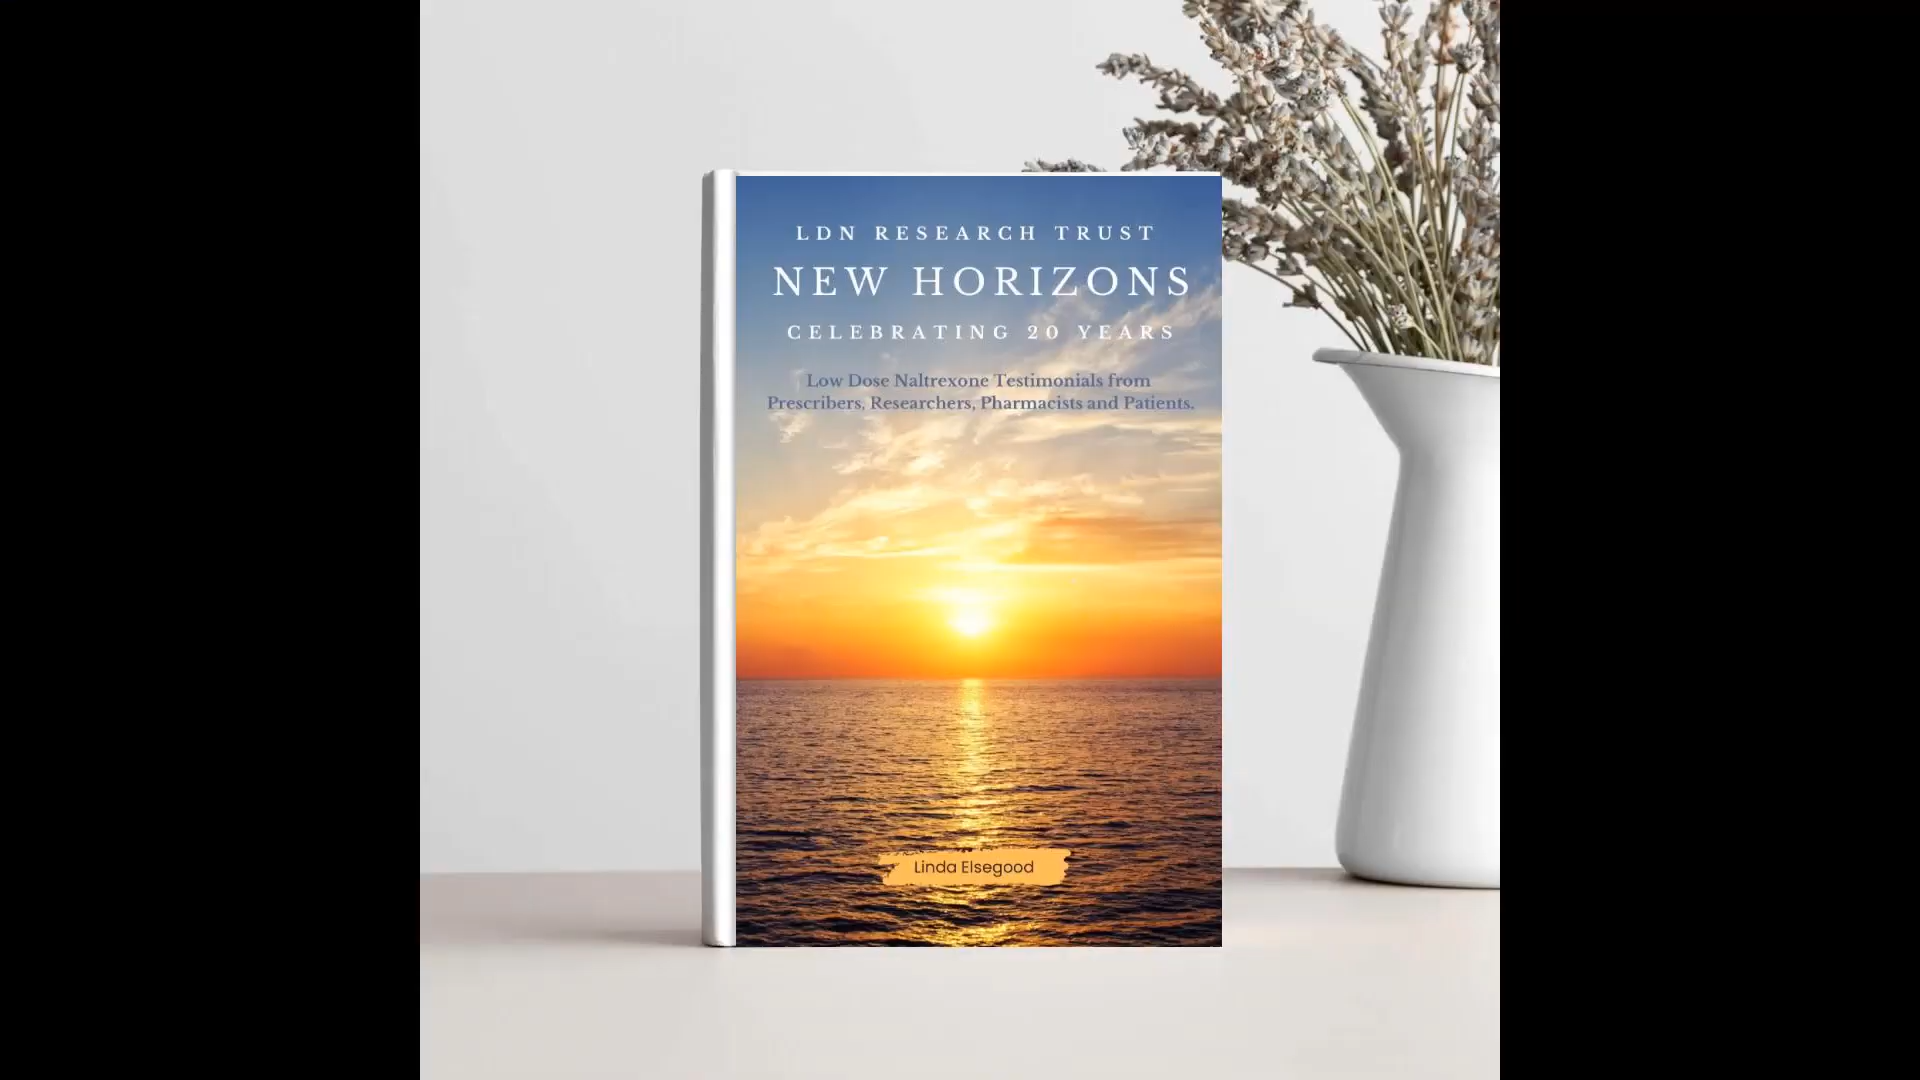 LDN RESEARCH TRUST
NEW HORIZONS
CELEBRATING 20 YEARS
Low Dose Naltrexone Testimonials from
Prescribers, Researchers, Pharmacists and Patients.
Linda Elsegood